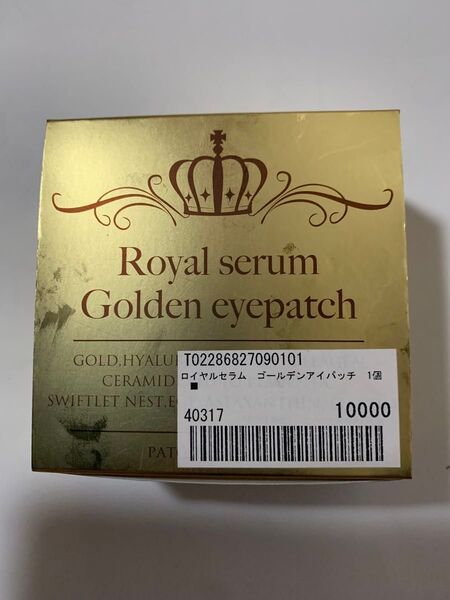 Royal serum
Golden eyepatch
GOLD,HYALU
CERAMID
SWIFTLET NEST,
T02286827090101
ロイヤルセラム ゴールデンアイパッチ 1個
■
40317 10000